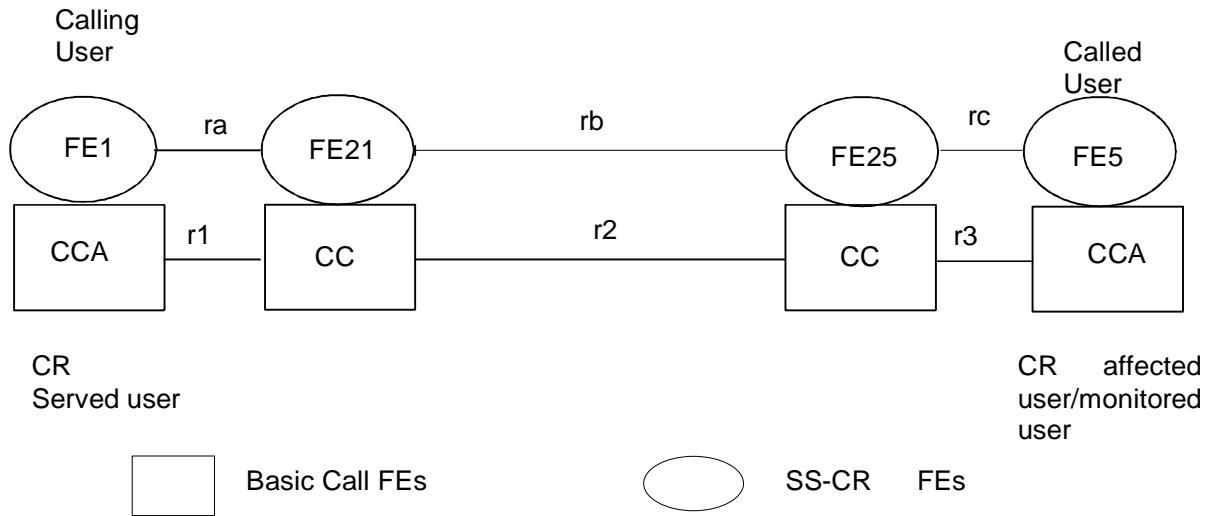 Calling
User
Called
User
ra
rb
rc
FE1
FE21
FE25
FE5
r1
r2
r3
CCA
CC
CC
CCA
CR
Served user
CR affected
user/monitored
user
Basic Call FEs
SS-CR FEs